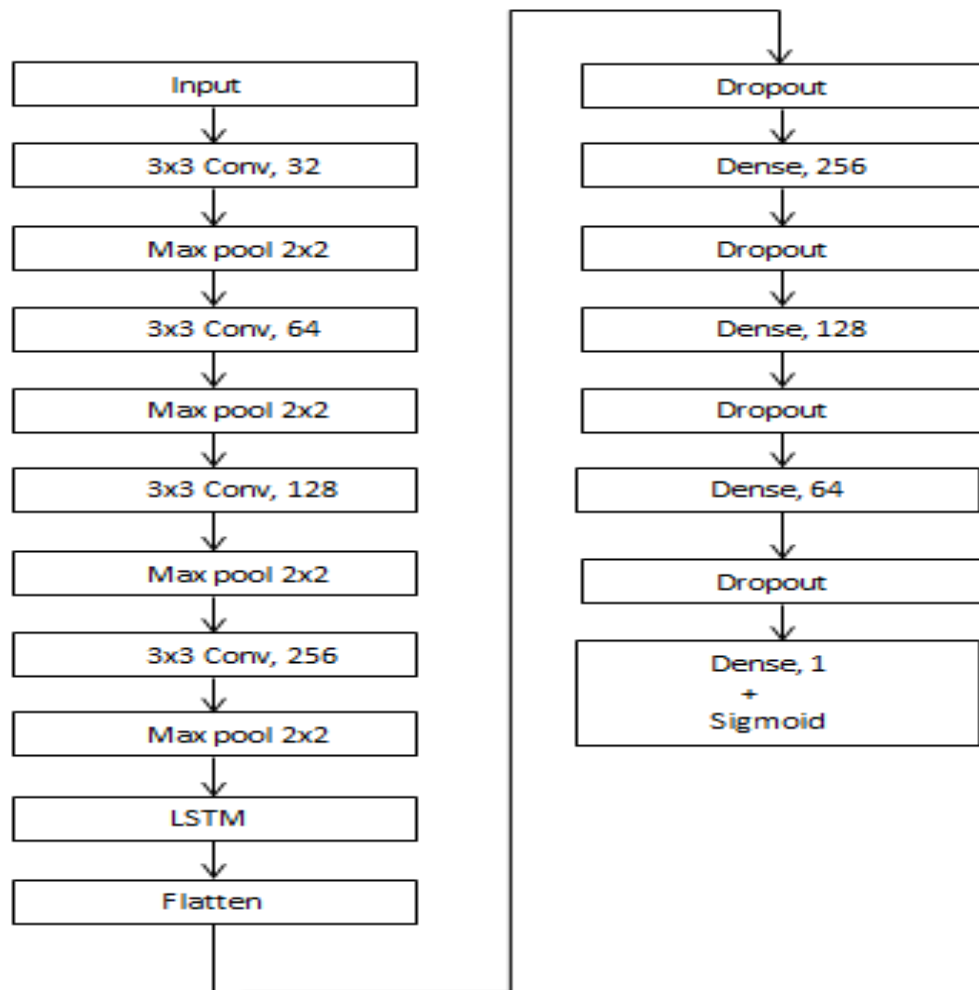 Input
3x3 Conv, 32
Max pool 2x2
3x3 Conv, 64
Max pool 2x2
3x3 Conv, 128
Max pool 2x2
3x3 Conv, 256
Max pool 2x2
LSTM
Flatten
Dropout
Dense, 256
Dropout
Dense, 128
Dropout
Dense, 64
Dropout
Dense, 1
+
Sigmoid